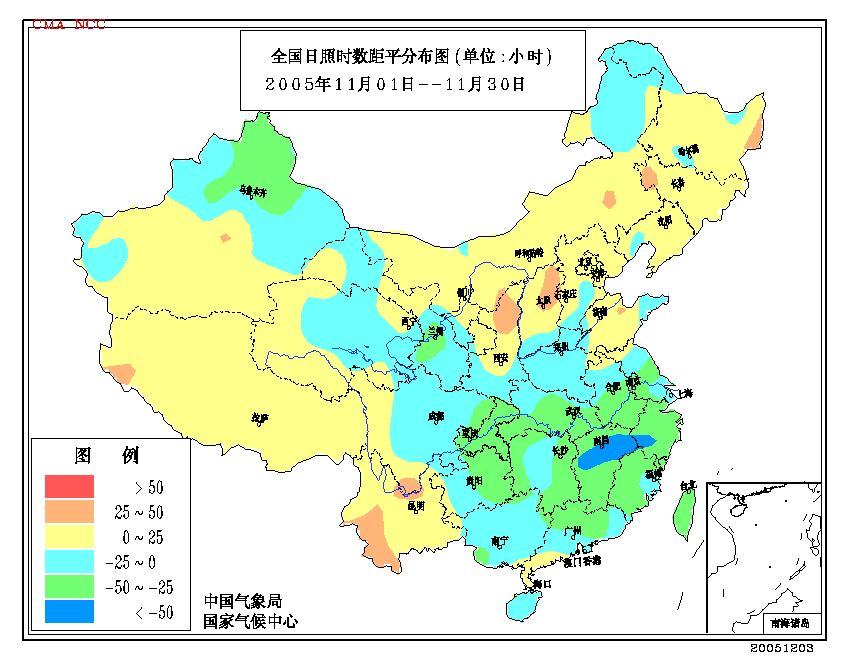 CMA NCC
全国日照时数距平分布图(单位:小时)
2005年11月01日--11月30日
哈尔滨
长春
沈阳
乌鲁木齐
呼和浩特
北京
天津
银川
太原
石家庄
济南
西宁
兰州
西安
郑州
合肥
南京
上海
拉萨
成都
重庆
武汉
长沙
南昌
贵阳
福州
台北
昆明
南宁
广州
澳门香港
海口
图 例
>50
25~50
0~25
-25~0
-50~-25
<-50
中国气象局
国家气候中心
南海诸岛
20051203